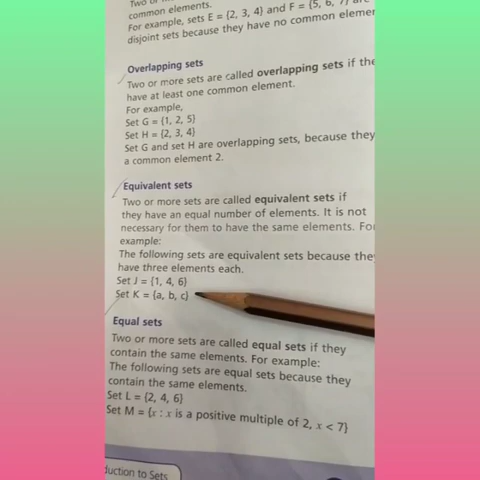 Two or m
common elements.
For example, sets E = {2, 3, 4} and F = {5, 6, 7} are
disjoint sets because they have no common elemen
Overlapping sets
Two or more sets are called overlapping sets if the
have at least one common element.
For example,
Set G = {1, 2, 5}
Set H = {2, 3, 4}
Set G and set H are overlapping sets, because they
a common element 2.
Equivalent sets
Two or more sets are called equivalent sets if
they have an equal number of elements. It is not
necessary for them to have the same elements. Fo
example:
The following sets are equivalent sets because the
have three elements each.
Set J = {1, 4, 6}
Set K = {a, b, c}
Equal sets
Two or more sets are called equal sets if they
contain the same elements. For example:
The following sets are equal sets because they
contain the same elements.
Set L = {2, 4, 6}
Set M = {x : x is a positive multiple of 2, x < 7}
duction to Sets